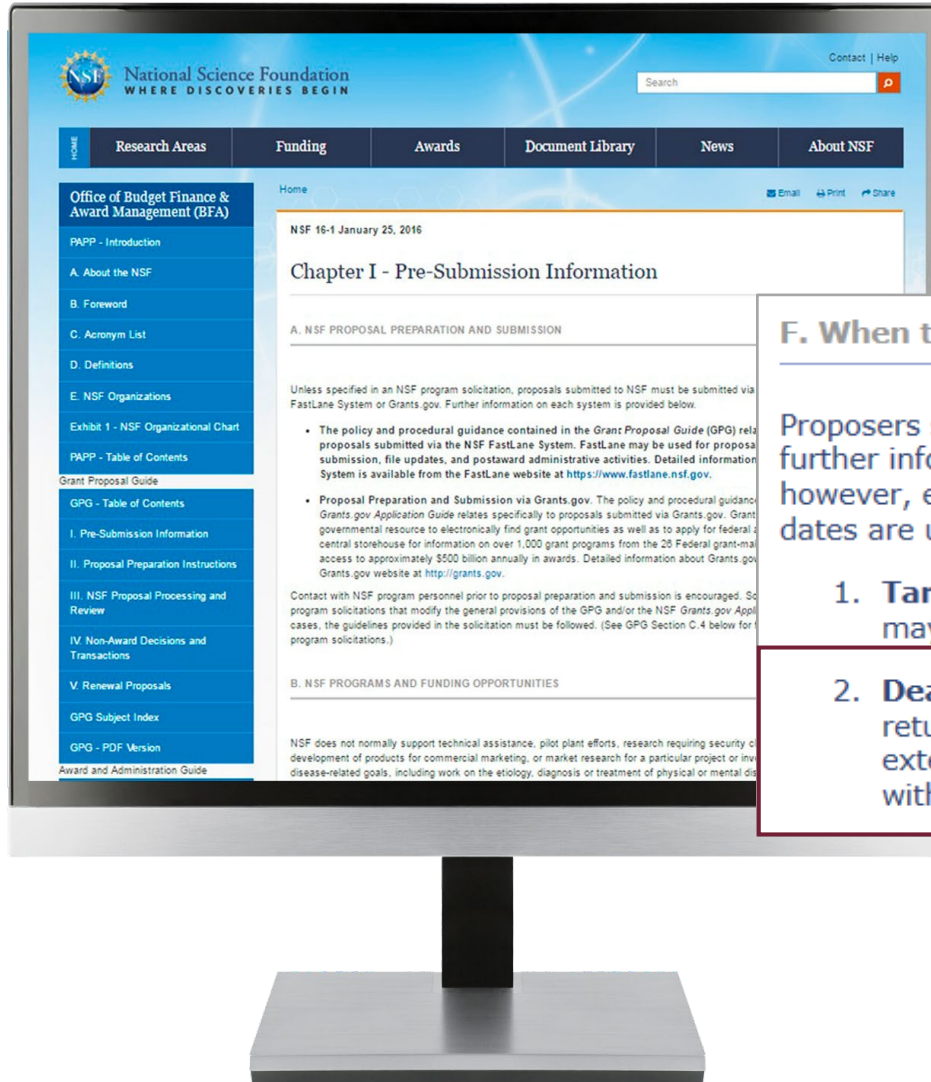 NSF
National Science Foundation
WHERE DISCOVERIES BEGIN
Contact | Help
Search
HOME
Research Areas
Funding
Awards
Document Library
News
About NSF
Office of Budget Finance &
Award Management (BFA)
PAPP - Introduction
A. About the NSF
B. Foreword
C. Acronym List
D. Definitions
E. NSF Organizations
Exhibit 1 - NSF Organizational Chart
PAPP - Table of Contents
Grant Proposal Guide
GPG - Table of Contents
I. Pre-Submission Information
II. Proposal Preparation Instructions
III. NSF Proposal Processing and
Review
IV. Non-Award Decisions and
Transactions
V. Renewal Proposals
GPG Subject Index
GPG - PDF Version
Award and Administration Guide
Home
Email Print Share
NSF 16-1 January 25, 2016
Chapter I - Pre-Submission Information
A. NSF PROPOSAL PREPARATION AND SUBMISSION
Unless specified in an NSF program solicitation, proposals submitted to NSF must be submitted via
FastLane System or Grants.gov. Further information on each system is provided below.
• The policy and procedural guidance contained in the Grant Proposal Guide (GPG) rela
proposals submitted via the NSF FastLane System. FastLane may be used for proposa
submission, file updates, and postaward administrative activities. Detailed information
System is available from the FastLane website at https://www.fastlane.nsf.gov.
• Proposal Preparation and Submission via Grants.gov. The policy and procedural guidanc
Grants.gov Application Guide relates specifically to proposals submitted via Grants.gov. Grant
governmental resource to electronically find grant opportunities as well as to apply for federal
central storehouse for information on over 1,000 grant programs from the 26 Federal grant-mal
access to approximately $500 billion annually in awards. Detailed information about Grants.gov
Grants.gov website at http://grants.gov.
Contact with NSF program personnel prior to proposal preparation and submission is encouraged. So
program solicitations that modify the general provisions of the GPG and/or the NSF Grants.gov Appl
cases, the guidelines provided in the solicitation must be followed. (See GPG Section C.4 below for
program solicitations.)
B. NSF PROGRAMS AND FUNDING OPPORTUNITIES
NSF does not normally support technical assistance, pilot plant efforts, research requiring security cl
development of products for commercial marketing, or market research for a particular project or inv
disease-related goals, including work on the etiology, diagnosis or treatment of physical or mental dis
F. When t
Proposers
further info
however, e
dates are u
1. Tar
may
2. Dea
retu
exte
with